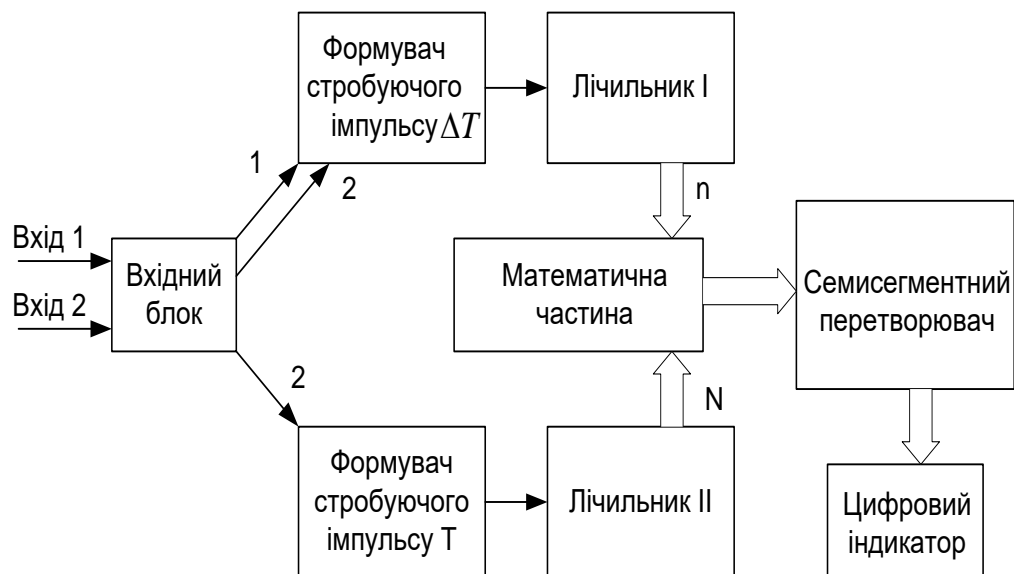 Формувач
стробуючого
імпульсу ΔT
Лічильник I
1
2
n
Вхід 1
Вхід 2
Вхідний
блок
Математична
частина
Семисегментний
перетворювач
2
N
Формувач
стробуючого
імпульсу Т
Лічильник II
Цифровий
індикатор